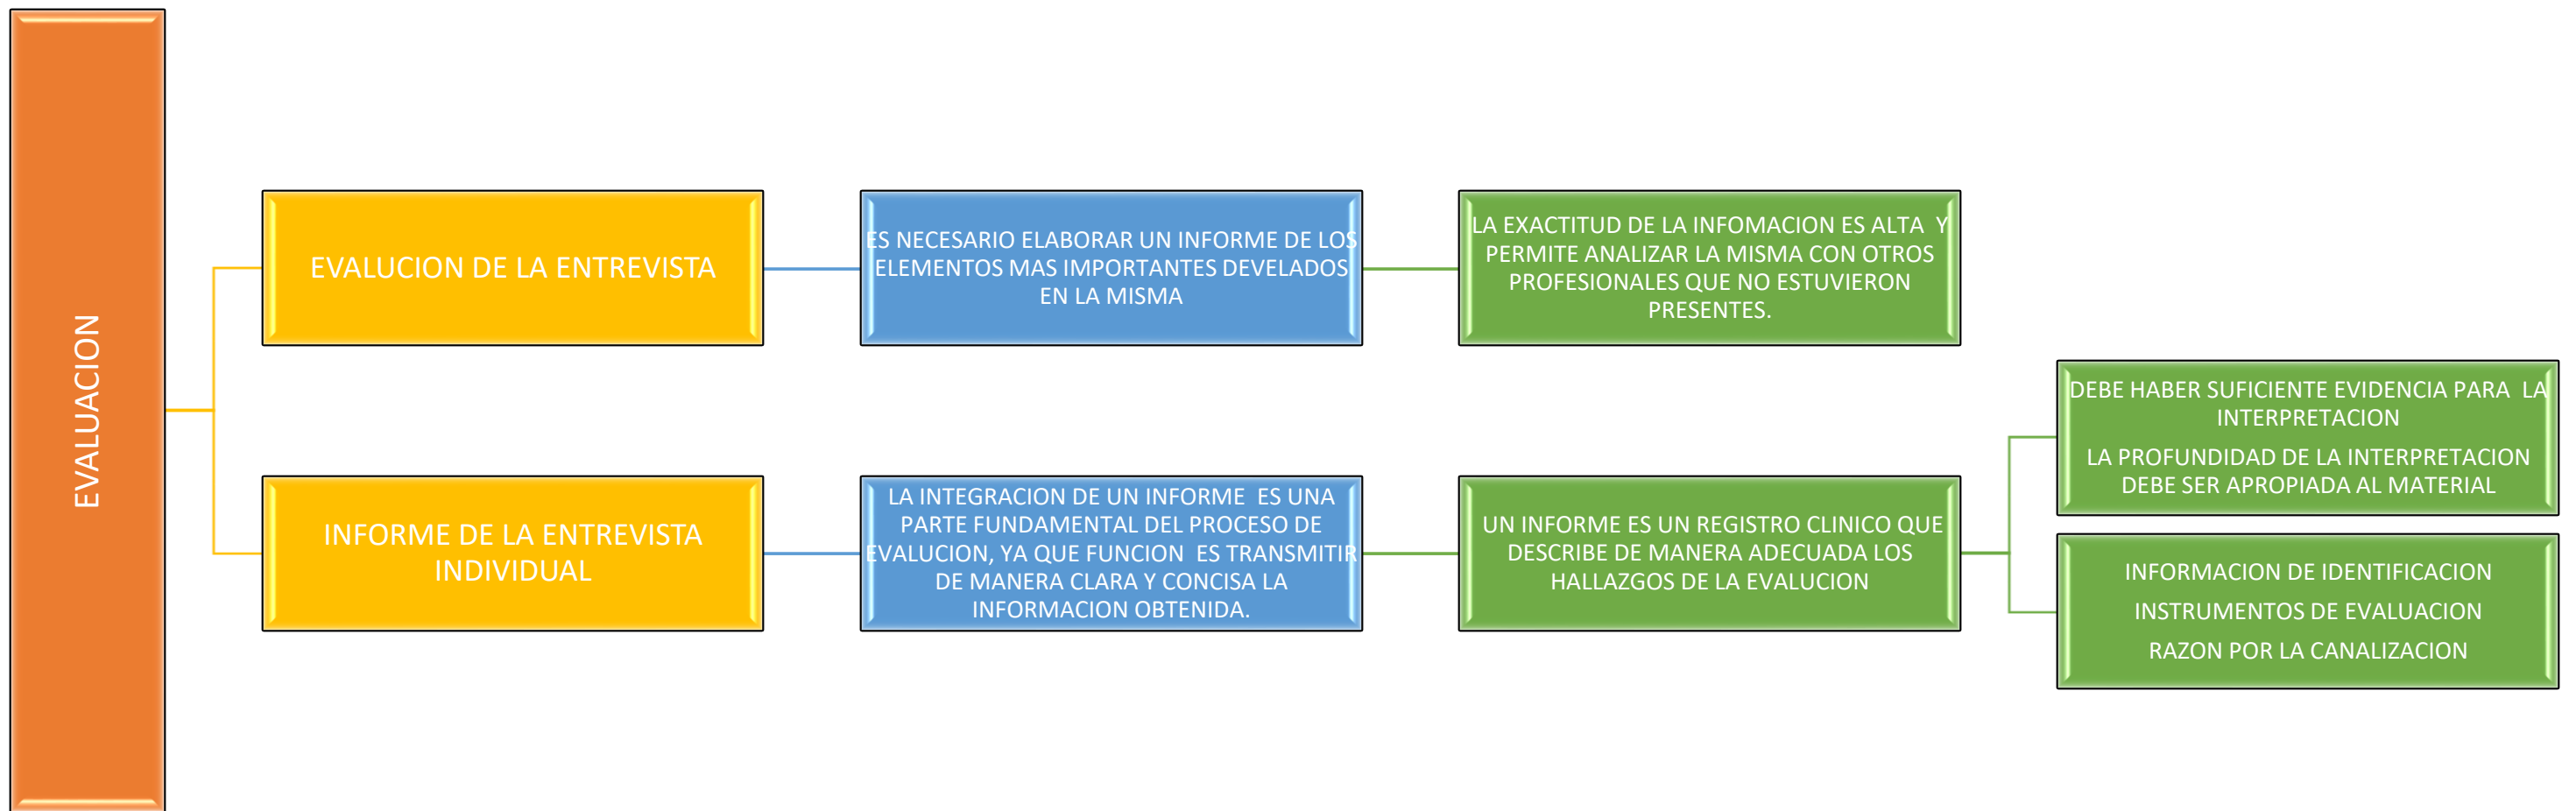 EVALUACION
EVALUCION DE LA ENTREVISTA
ES NECESARIO ELABORAR UN INFORME DE LOS
ELEMENTOS MAS IMPORTANTES DEVELADOS
EN LA MISMA
LA EXACTITUD DE LA INFOMACION ES ALTA Y
PERMITE ANALIZAR LA MISMA CON OTROS
PROFESIONALES QUE NO ESTUVIERON
PRESENTES.
INFORME DE LA ENTREVISTA
INDIVIDUAL
LA INTEGRACION DE UN INFORME ES UNA
PARTE FUNDAMENTAL DEL PROCESO DE
EVALUCION, YA QUE FUNCION ES TRANSMITIR
DE MANERA CLARA Y CONCISA LA
INFORMACION OBTENIDA.
UN INFORME ES UN REGISTRO CLINICO QUE
DESCRIBE DE MANERA ADECUADA LOS
HALLAZGOS DE LA EVALUCION
DEBE HABER SUFICIENTE EVIDENCIA PARA LA
INTERPRETACION
LA PROFUNDIDAD DE LA INTERPRETACION
DEBE SER APROPIADA AL MATERIAL
INFORMACION DE IDENTIFICACION
INSTRUMENTOS DE EVALUACION
RAZON POR LA CANALIZACION